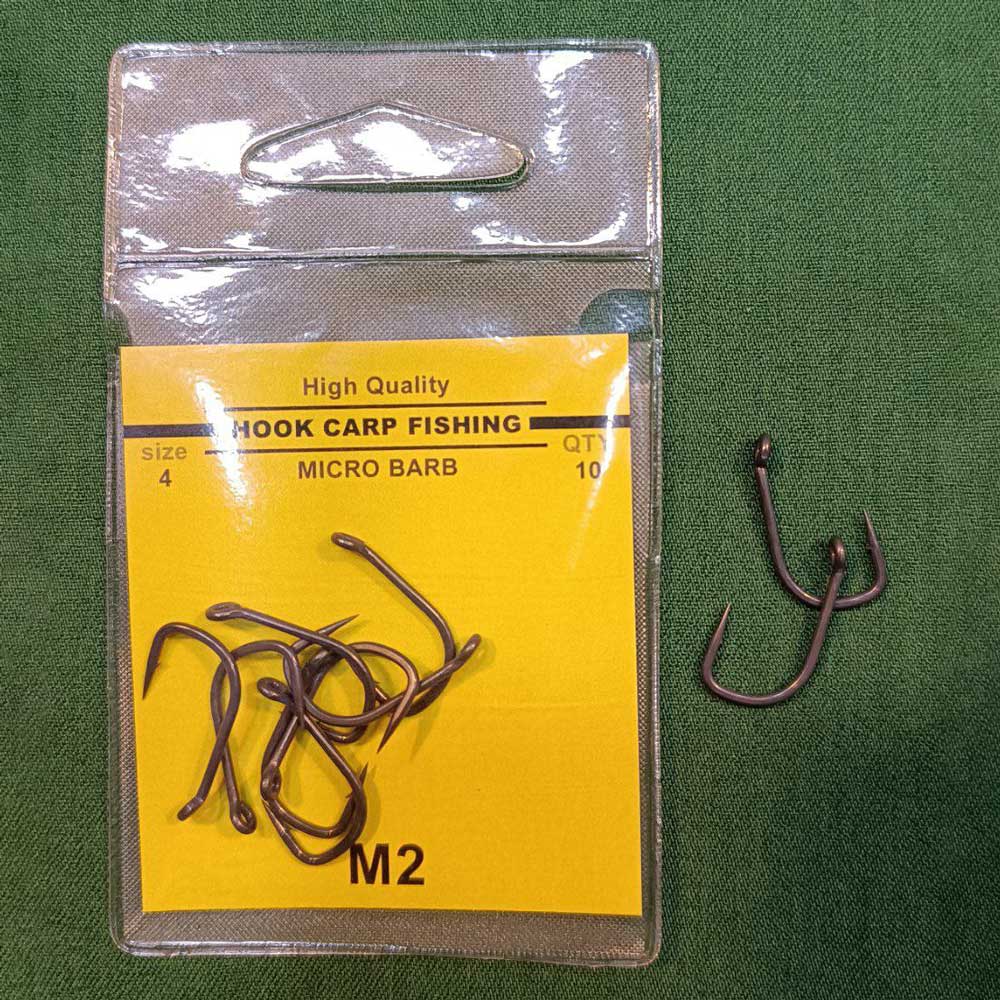 High Quality
HOOK CARP FISHING
size
4
MICRO BARB
QTY
10
M2